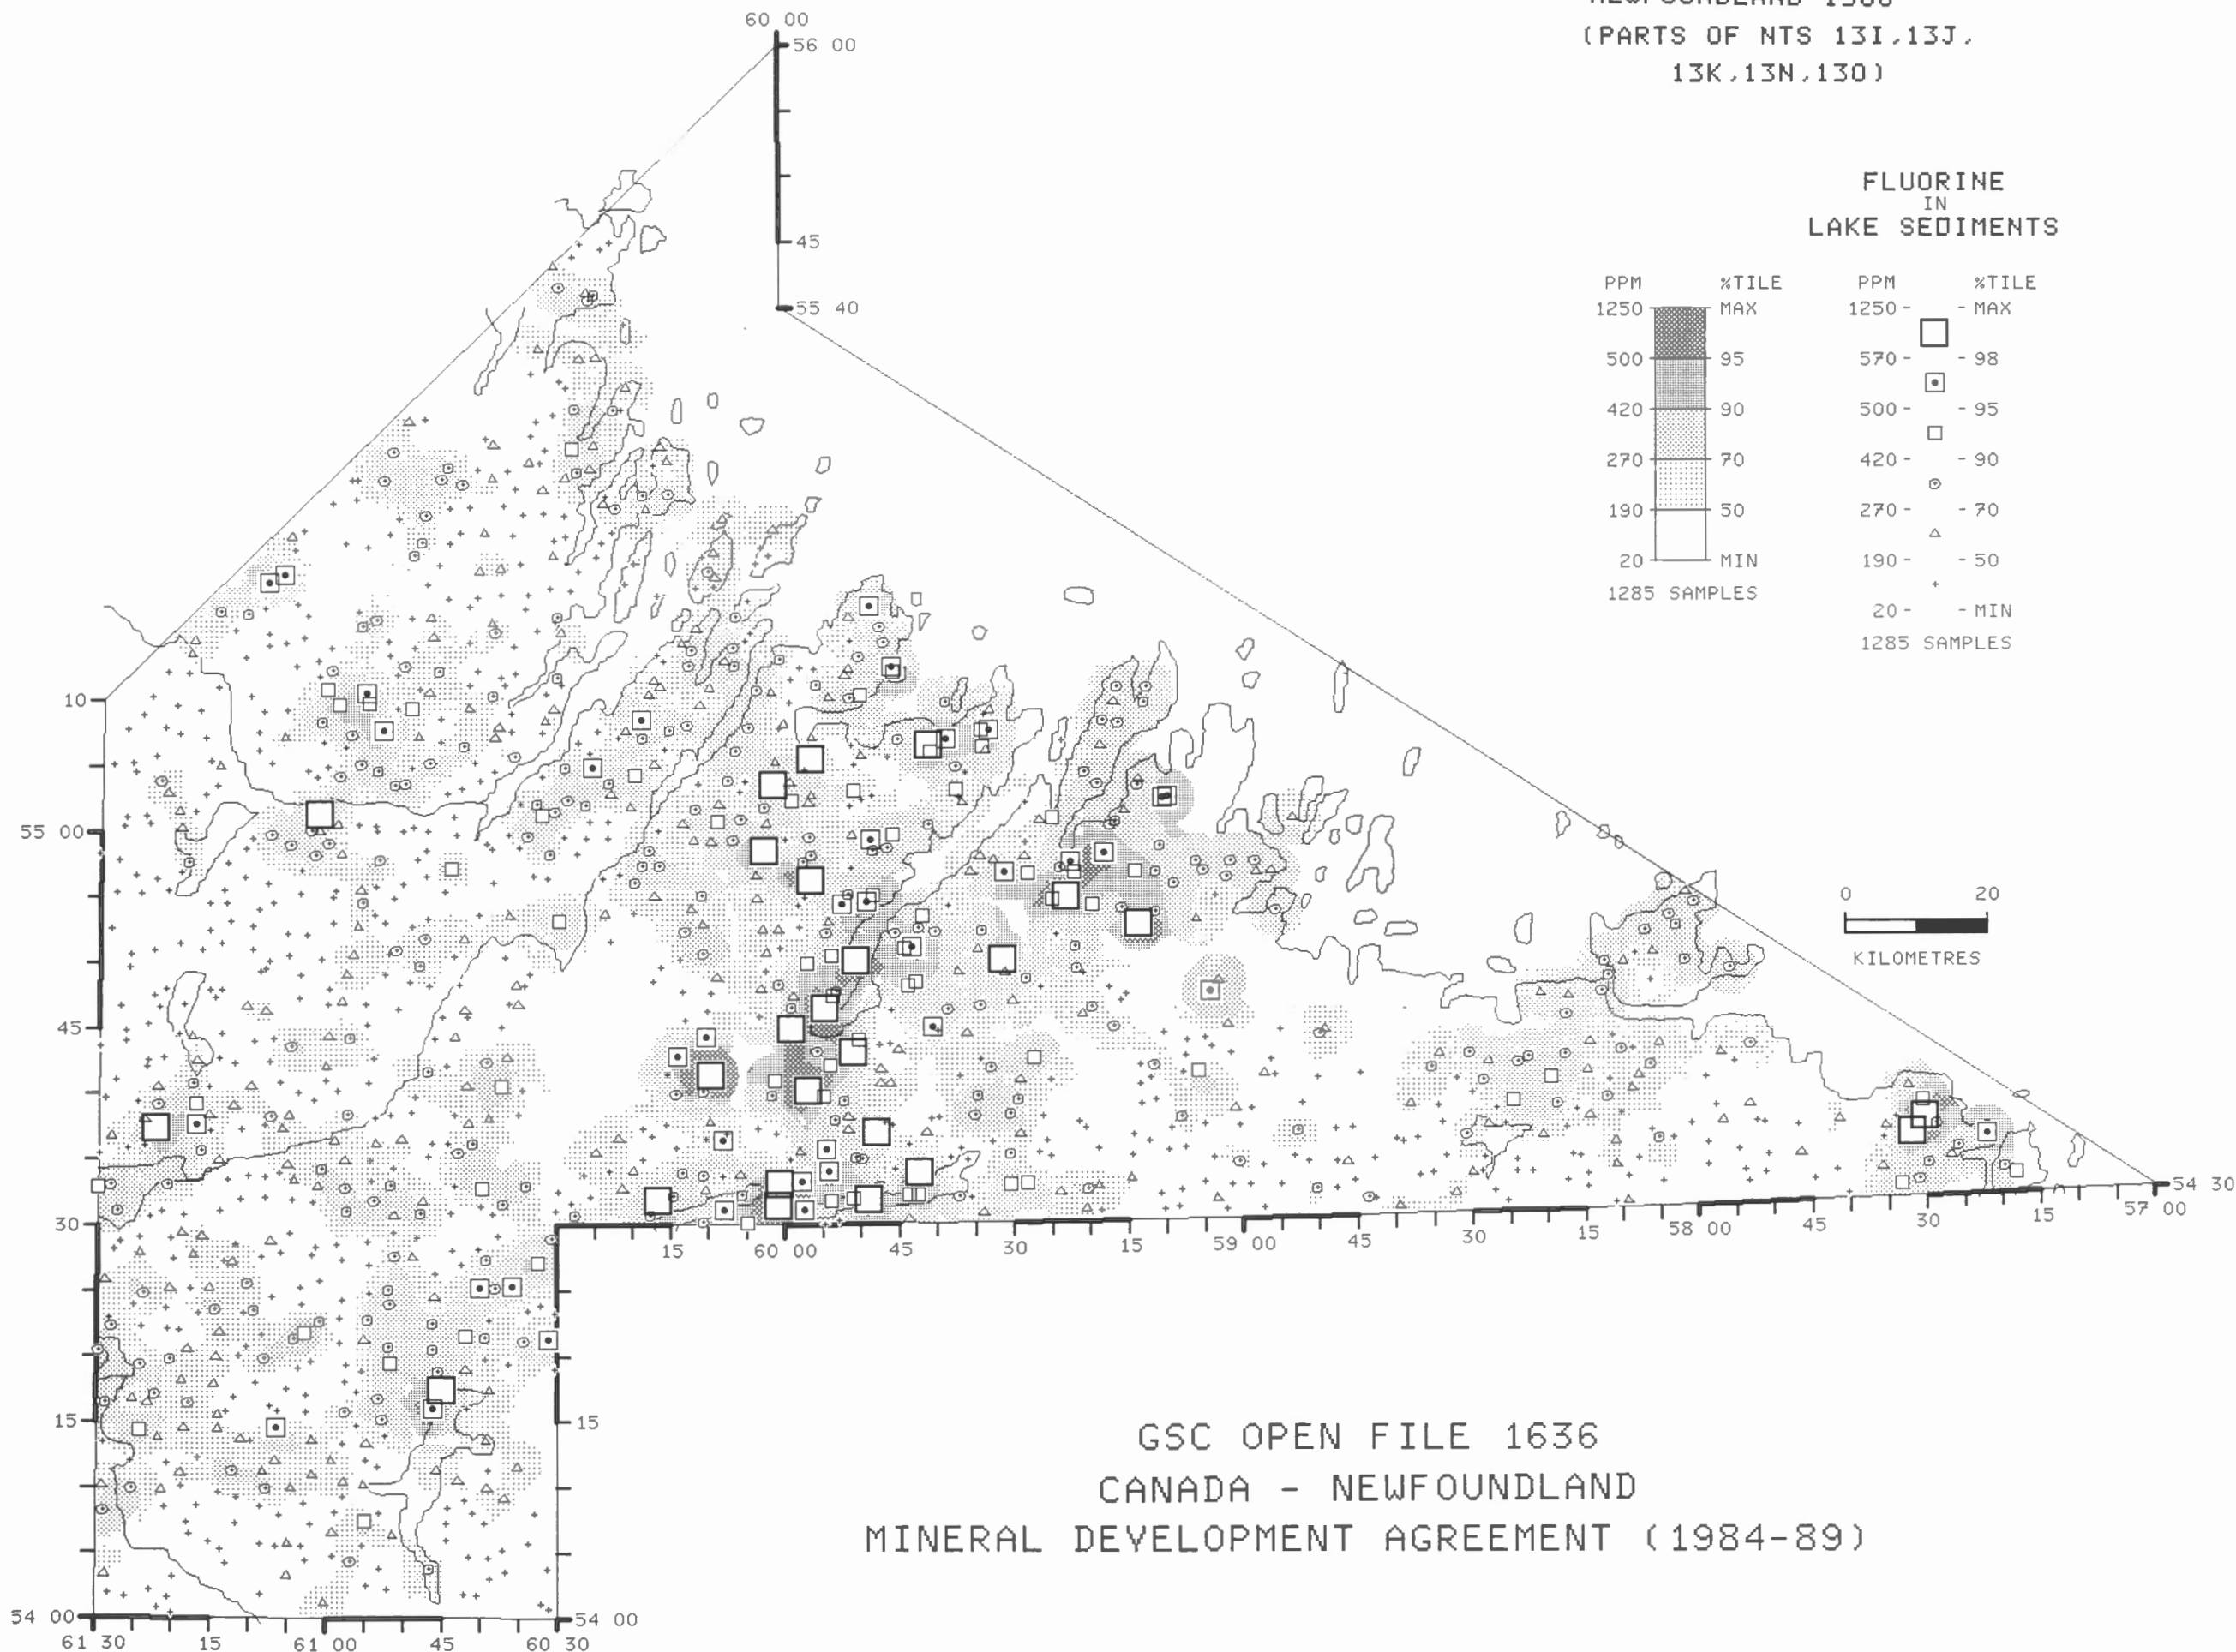 (PARTS OF NTS 13I,13J,
13K,13N,13O)
FLUORINE
IN
LAKE SEDIMENTS
PPM %TILE
1250 MAX
500 95
420 90
270 70
190 50
20 MIN
1285 SAMPLES
PPM %TILE
1250 - - MAX
570 - - 98
500 - - 95
420 - - 90
270 - - 70
190 - - 50
20 - - MIN
1285 SAMPLES
60 00
56 00
45
55 40
10
55 00
45
30
15
54 00
61 30
15
61 00
45
60 30
54 00
15
15
60 00
45
30
15
59 00
45
30
15
58 00
45
30
15
57 00
54 30
0 20
KILOMETRES
GSC OPEN FILE 1636
CANADA - NEWFOUNDLAND
MINERAL DEVELOPMENT AGREEMENT (1984-89)